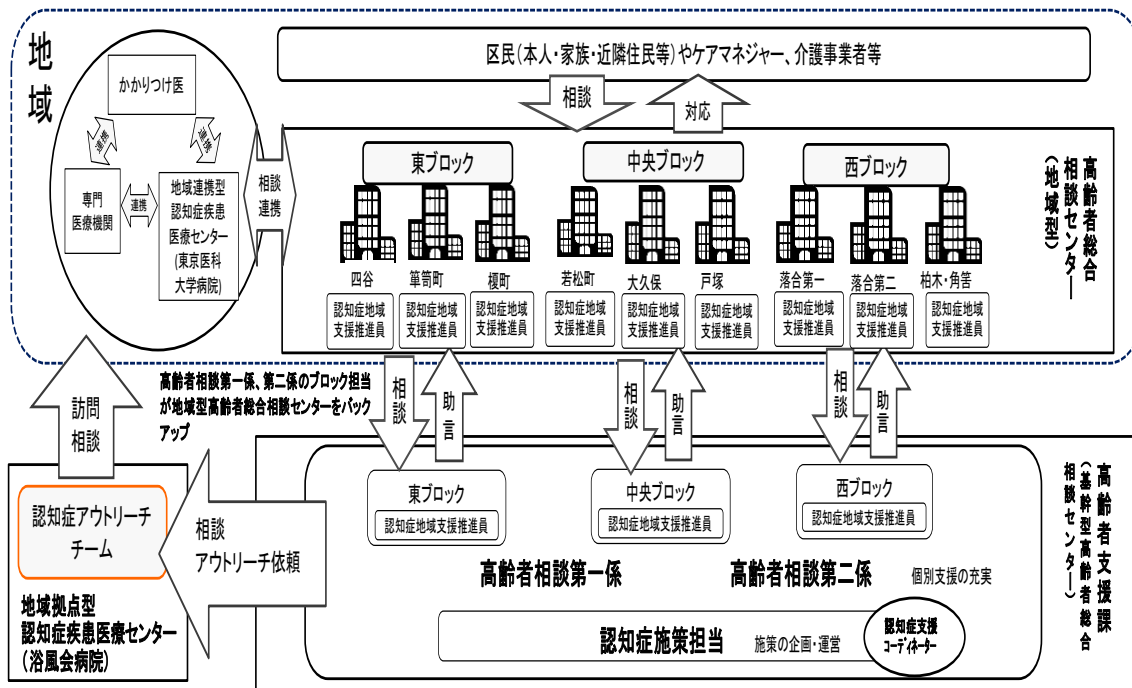 地
域
区民(本人・家族・近隣住民等)やケアマネジャー、介護事業者等
相談
対応
かかりつけ医
連携
連携
専門
医療機関
連携
地域連携型
認知症疾患
医療センター
(東京医科
大学病院)
相談
連携
東ブロック
中央ブロック
西ブロック
高齢者総合
相談センター
(地域型)
四谷
箪笥町
榎町
若松町
大久保
戸塚
落合第一
落合第二
柏木・角筈
認知症地域
支援推進員
認知症地域
支援推進員
認知症地域
支援推進員
認知症地域
支援推進員
認知症地域
支援推進員
認知症地域
支援推進員
認知症地域
支援推進員
認知症地域
支援推進員
認知症地域
支援推進員
高齢者相談第一係、第二係のブロック担当
が地域型高齢者総合相談センターをバック
アップ
相談
助言
相談
助言
相談
助言
訪問
相談
認知症アウトリーチ
チーム
地域拠点型
認知症疾患医療センター
(浴風会病院)
相談
アウトリーチ依頼
東ブロック
認知症地域支援推進員
中央ブロック
認知症地域支援推進員
西ブロック
認知症地域支援推進員
高齢者相談第一係
高齢者相談第二係
個別支援の充実
認知症施策担当
施策の企画・運営
認知症支援
コーディネーター
高齢者支援課
(基幹型高齢者総合
相談センター)